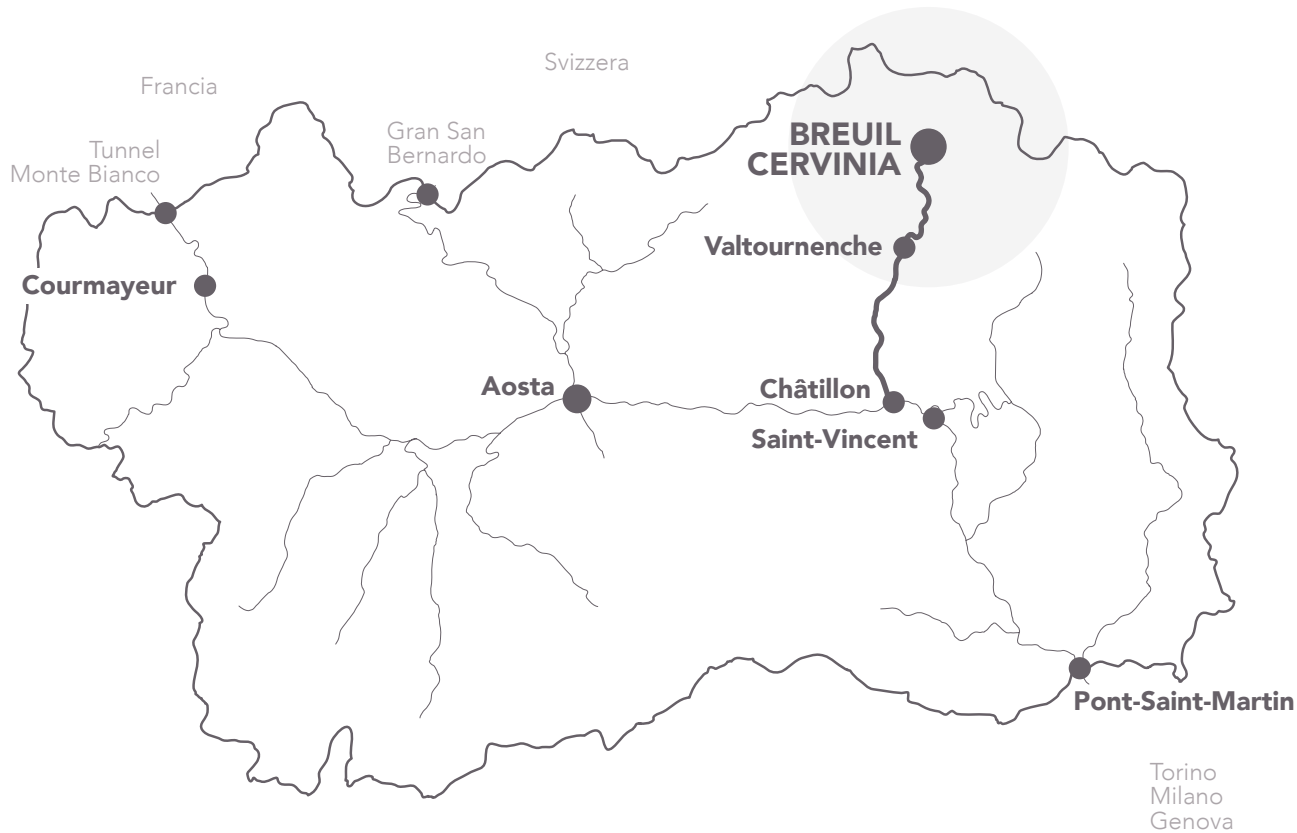 Svizzera
Francia
Gran San
Bernardo
BREUIL
CERVINIA
Tunnel
Monte Bianco
Valtournenche
Courmayeur
Aosta
Châtillon
Saint-Vincent
Pont-Saint-Martin
Torino
Milano
Genova